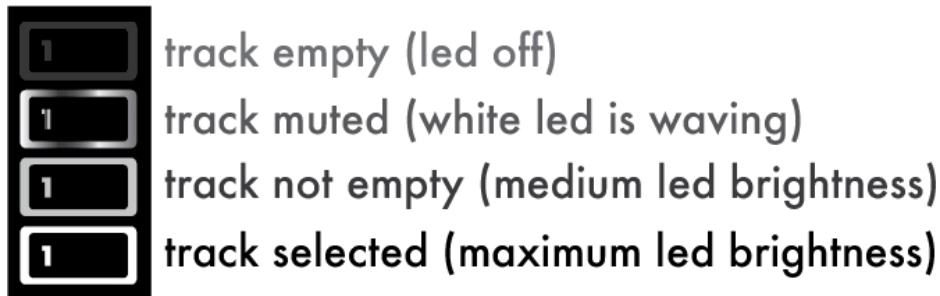 1 track empty (led off)
1 track muted (white led is waving)
1 track not empty (medium led brightness)
1 track selected (maximum led brightness)